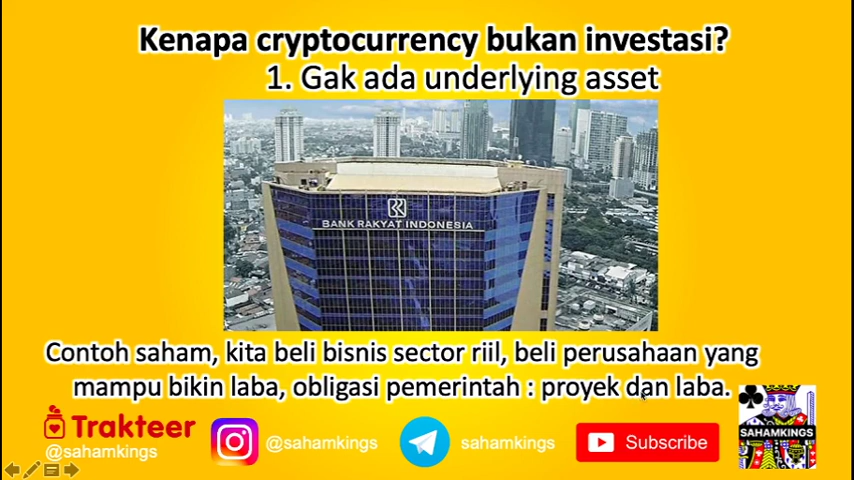 Kenapa cryptocurrency bukan investasi?
1. Gak ada underlying asset
BANK RAKYAT INDONESIA
Contoh saham, kita beli bisnis sector riil, beli perusahaan yang
mampu bikin laba, obligasi pemerintah : proyek dan laba.
Trakteer
@sahamkings
@sahamkings
sahamkings
Subscribe
SAHAMKINGS